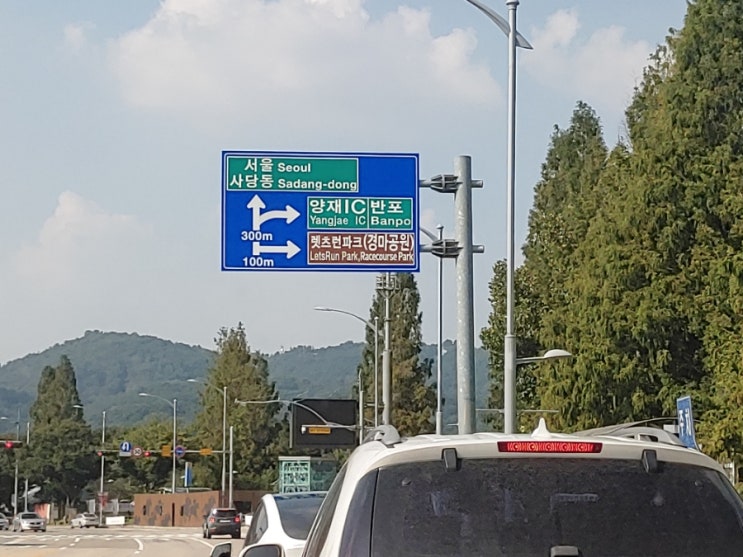 서울 Seoul
사당동 Sadang-dong
양재IC 반포
Yangjae IC Banpo
300m
렛츠런파크(경마공원)
LetsRun Park, Racecourse Park
100m